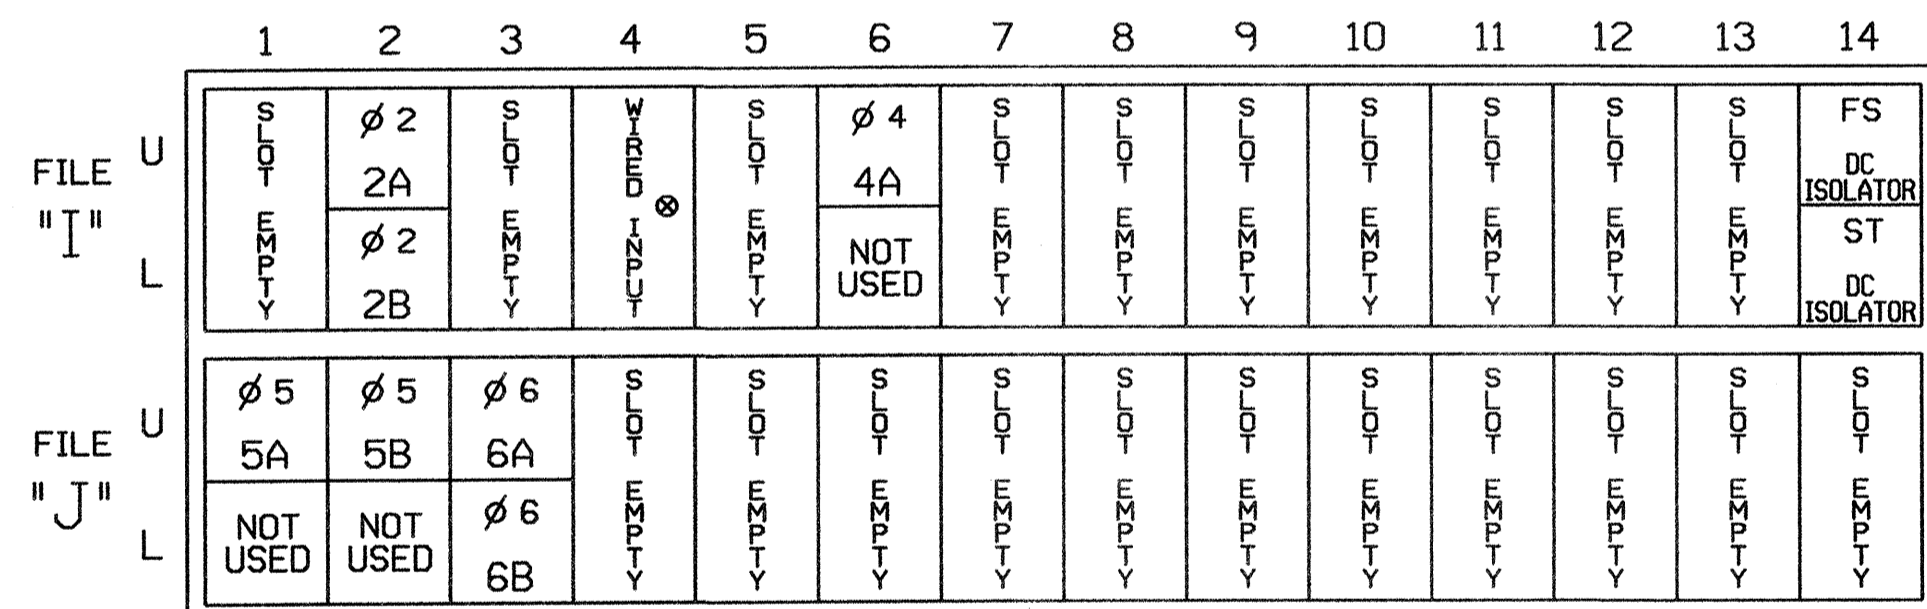 1 2 3 4 5 6 7 8 9 10 11 12 13 14
FILE "I"
U
L
SLOT EMPTY
Ø 2
2A
Ø 2
2B
SLOT EMPTY
WIRED INPUT
⊗
SLOT EMPTY
Ø 4
4A
NOT
USED
SLOT EMPTY
SLOT EMPTY
SLOT EMPTY
SLOT EMPTY
SLOT EMPTY
SLOT EMPTY
SLOT EMPTY
FS
DC
ISOLATOR
ST
DC
ISOLATOR
FILE "J"
U
L
Ø 5
5A
NOT
USED
Ø 5
5B
NOT
USED
Ø 6
6A
Ø 6
6B
SLOT EMPTY
SLOT EMPTY
SLOT EMPTY
SLOT EMPTY
SLOT EMPTY
SLOT EMPTY
SLOT EMPTY
SLOT EMPTY
SLOT EMPTY
SLOT EMPTY
SLOT EMPTY